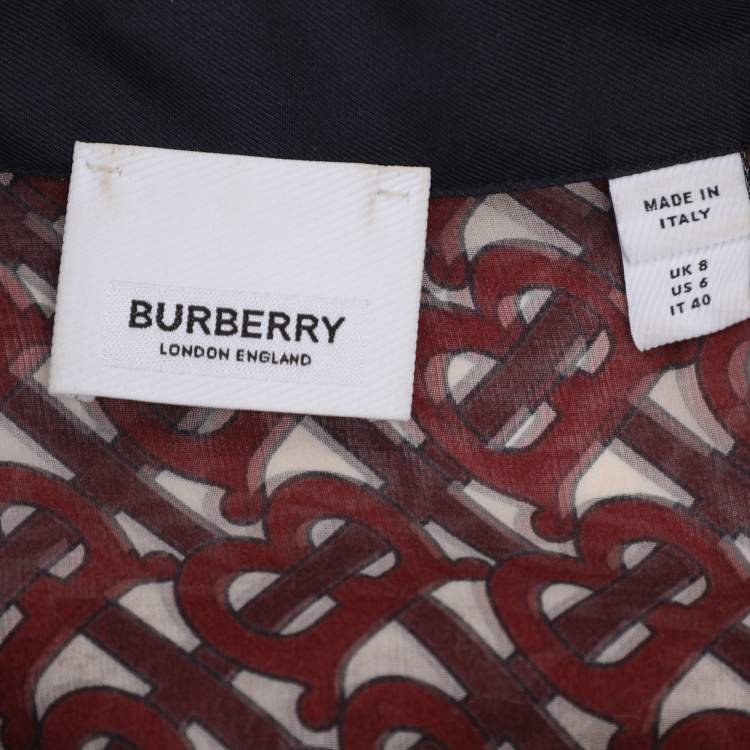 BURBERRY
LONDON ENGLAND
MADE IN
ITALY
UK 8
US 6
IT 40